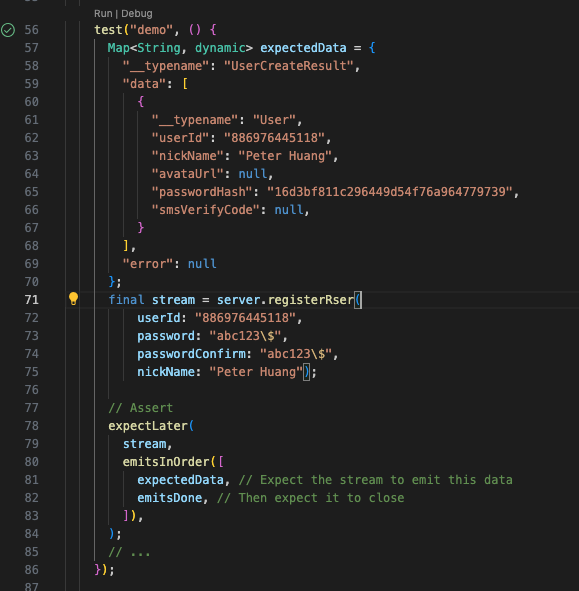 Run | Debug
56 test("demo", () {
57 Map<String, dynamic> expectedData = {
58 "__typename": "UserCreateResult",
59 "data": [
60 {
61 "__typename": "User",
62 "userId": "886976445118",
63 "nickName": "Peter Huang",
64 "avataUrl": null,
65 "passwordHash": "16d3bf811c296449d54f76a964779739",
66 "smsVerifyCode": null,
67 }
68 ],
69 "error": null
70 };
71 final stream = server.registerRser(
72 userId: "886976445118",
73 password: "abc123\$",
74 passwordConfirm: "abc123\$",
75 nickName: "Peter Huang");
76
77 // Assert
78 expectLater(
79 stream,
80 emitsInOrder([
81 expectedData, // Expect the stream to emit this data
82 emitsDone, // Then expect it to close
83 ]),
84 );
85 // ...
86 });
87